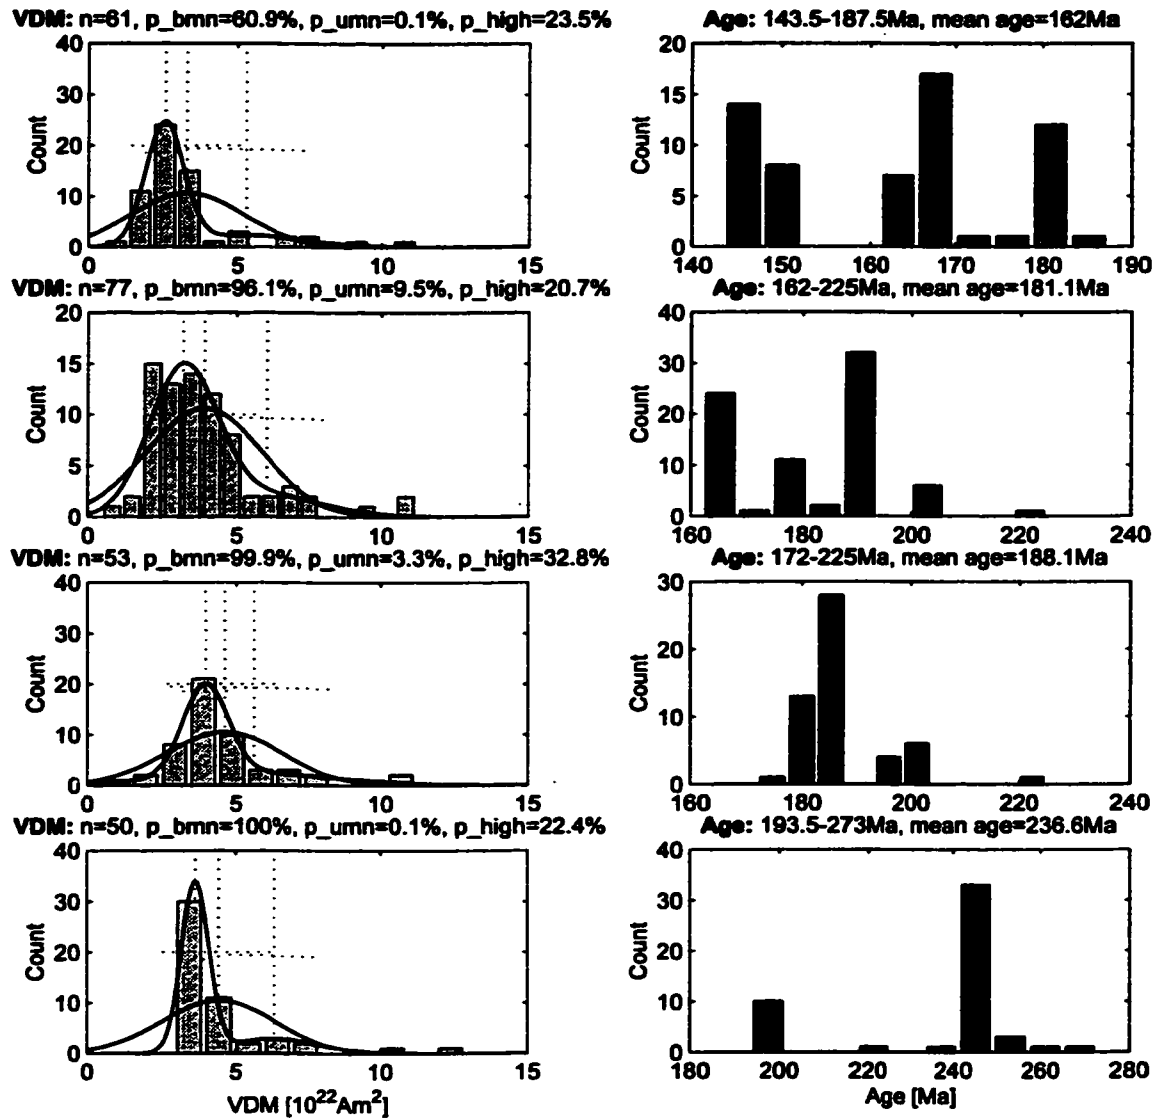 VDM: n=61, p_bmn=60.9%, p_umn=0.1%, p_high=23.5%
Age: 143.5-187.5Ma, mean age=162Ma
40
30
20
10
0
Count
0 5 10 15
20
15
10
5
0
Count
140 150 160 170 180 190
VDM: n=77, p_bmn=96.1%, p_umn=9.5%, p_high=20.7%
Age: 162-225Ma, mean age=181.1Ma
20
15
10
5
0
Count
0 5 10 15
40
30
20
10
0
Count
160 180 200 220 240
VDM: n=53, p_bmn=99.9%, p_umn=3.3%, p_high=32.8%
Age: 172-225Ma, mean age=188.1Ma
40
30
20
10
0
Count
0 5 10 15
30
20
10
0
Count
160 180 200 220 240
VDM: n=50, p_bmn=100%, p_umn=0.1%, p_high=22.4%
Age: 193.5-273Ma, mean age=236.6Ma
40
30
20
10
0
Count
0 5 10 15
VDM [10²²Am²]
40
30
20
10
0
Count
180 200 220 240 260 280
Age [Ma]